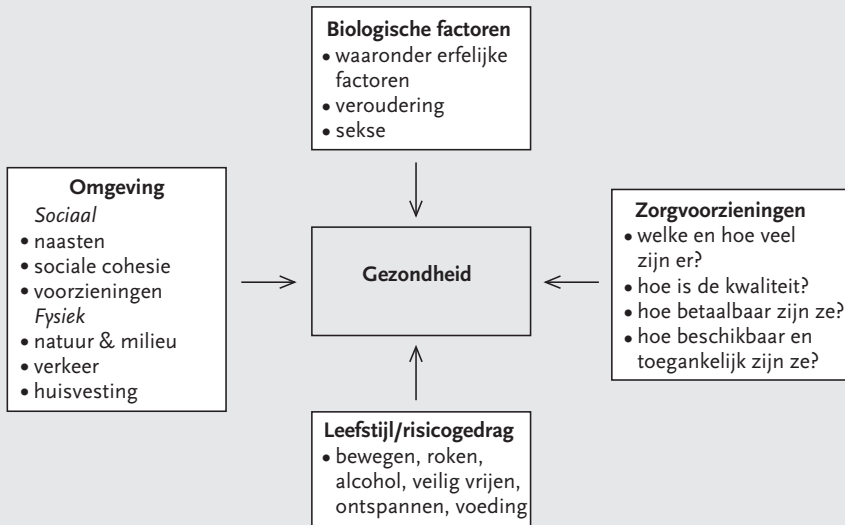 Biologische factoren
• waaronder erfelijke
factoren
• veroudering
• sekse
Omgeving
Sociaal
• naasten
• sociale cohesie
• voorzieningen
Fysiek
• natuur & milieu
• verkeer
• huisvesting
Gezondheid
Zorgvoorzieningen
• welke en hoe veel
zijn er?
• hoe is de kwaliteit?
• hoe betaalbaar zijn ze?
• hoe beschikbaar en
toegankelijk zijn ze?
Leefstijl/risicogedrag
• bewegen, roken,
alcohol, veilig vrijen,
ontspannen, voeding